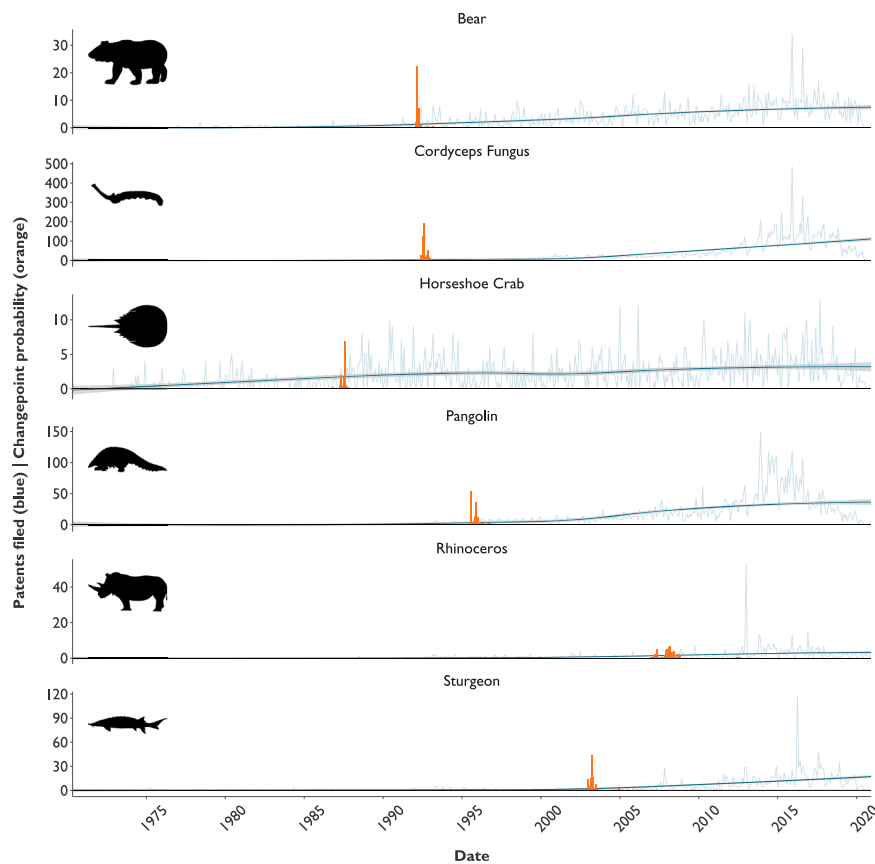 Bear
30
20
10
0
Cordyceps Fungus
500
400
300
200
100
0
Horseshoe Crab
10
5
0
Pangolin
150
100
50
0
Rhinoceros
40
20
0
Sturgeon
120
90
60
30
0
Patents filed (blue) | Changepoint probability (orange)
1975 1980 1985 1990 1995 2000 2005 2010 2015 2020
Date